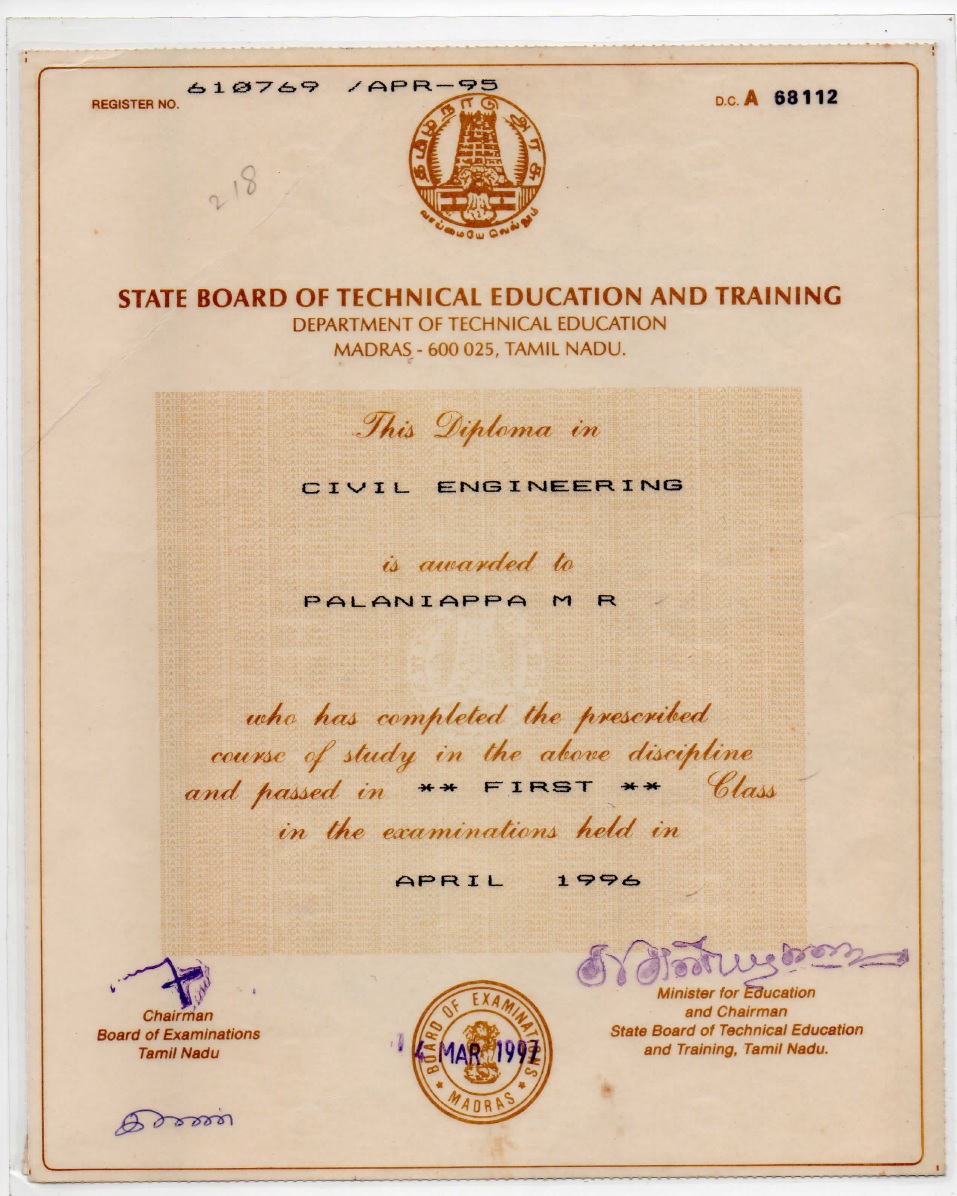 610769 /APR-95
REGISTER NO.
D.C. A 68112
தமிழ்நாடு அரசு
வாய்மையே வெல்லும்
218
STATE BOARD OF TECHNICAL EDUCATION AND TRAINING
DEPARTMENT OF TECHNICAL EDUCATION
MADRAS - 600 025, TAMIL NADU.
This Diploma in
CIVIL ENGINEERING
is awarded to
PALANIAPPA M R
who has completed the prescribed
course of study in the above discipline
and passed in ** FIRST ** Class
in the examinations held in
APRIL 1996
Chairman
Board of Examinations
Tamil Nadu
Minister for Education
and Chairman
State Board of Technical Education
and Training, Tamil Nadu.
BOARD OF EXAMINATIONS
4 MAR 1997
MADRAS